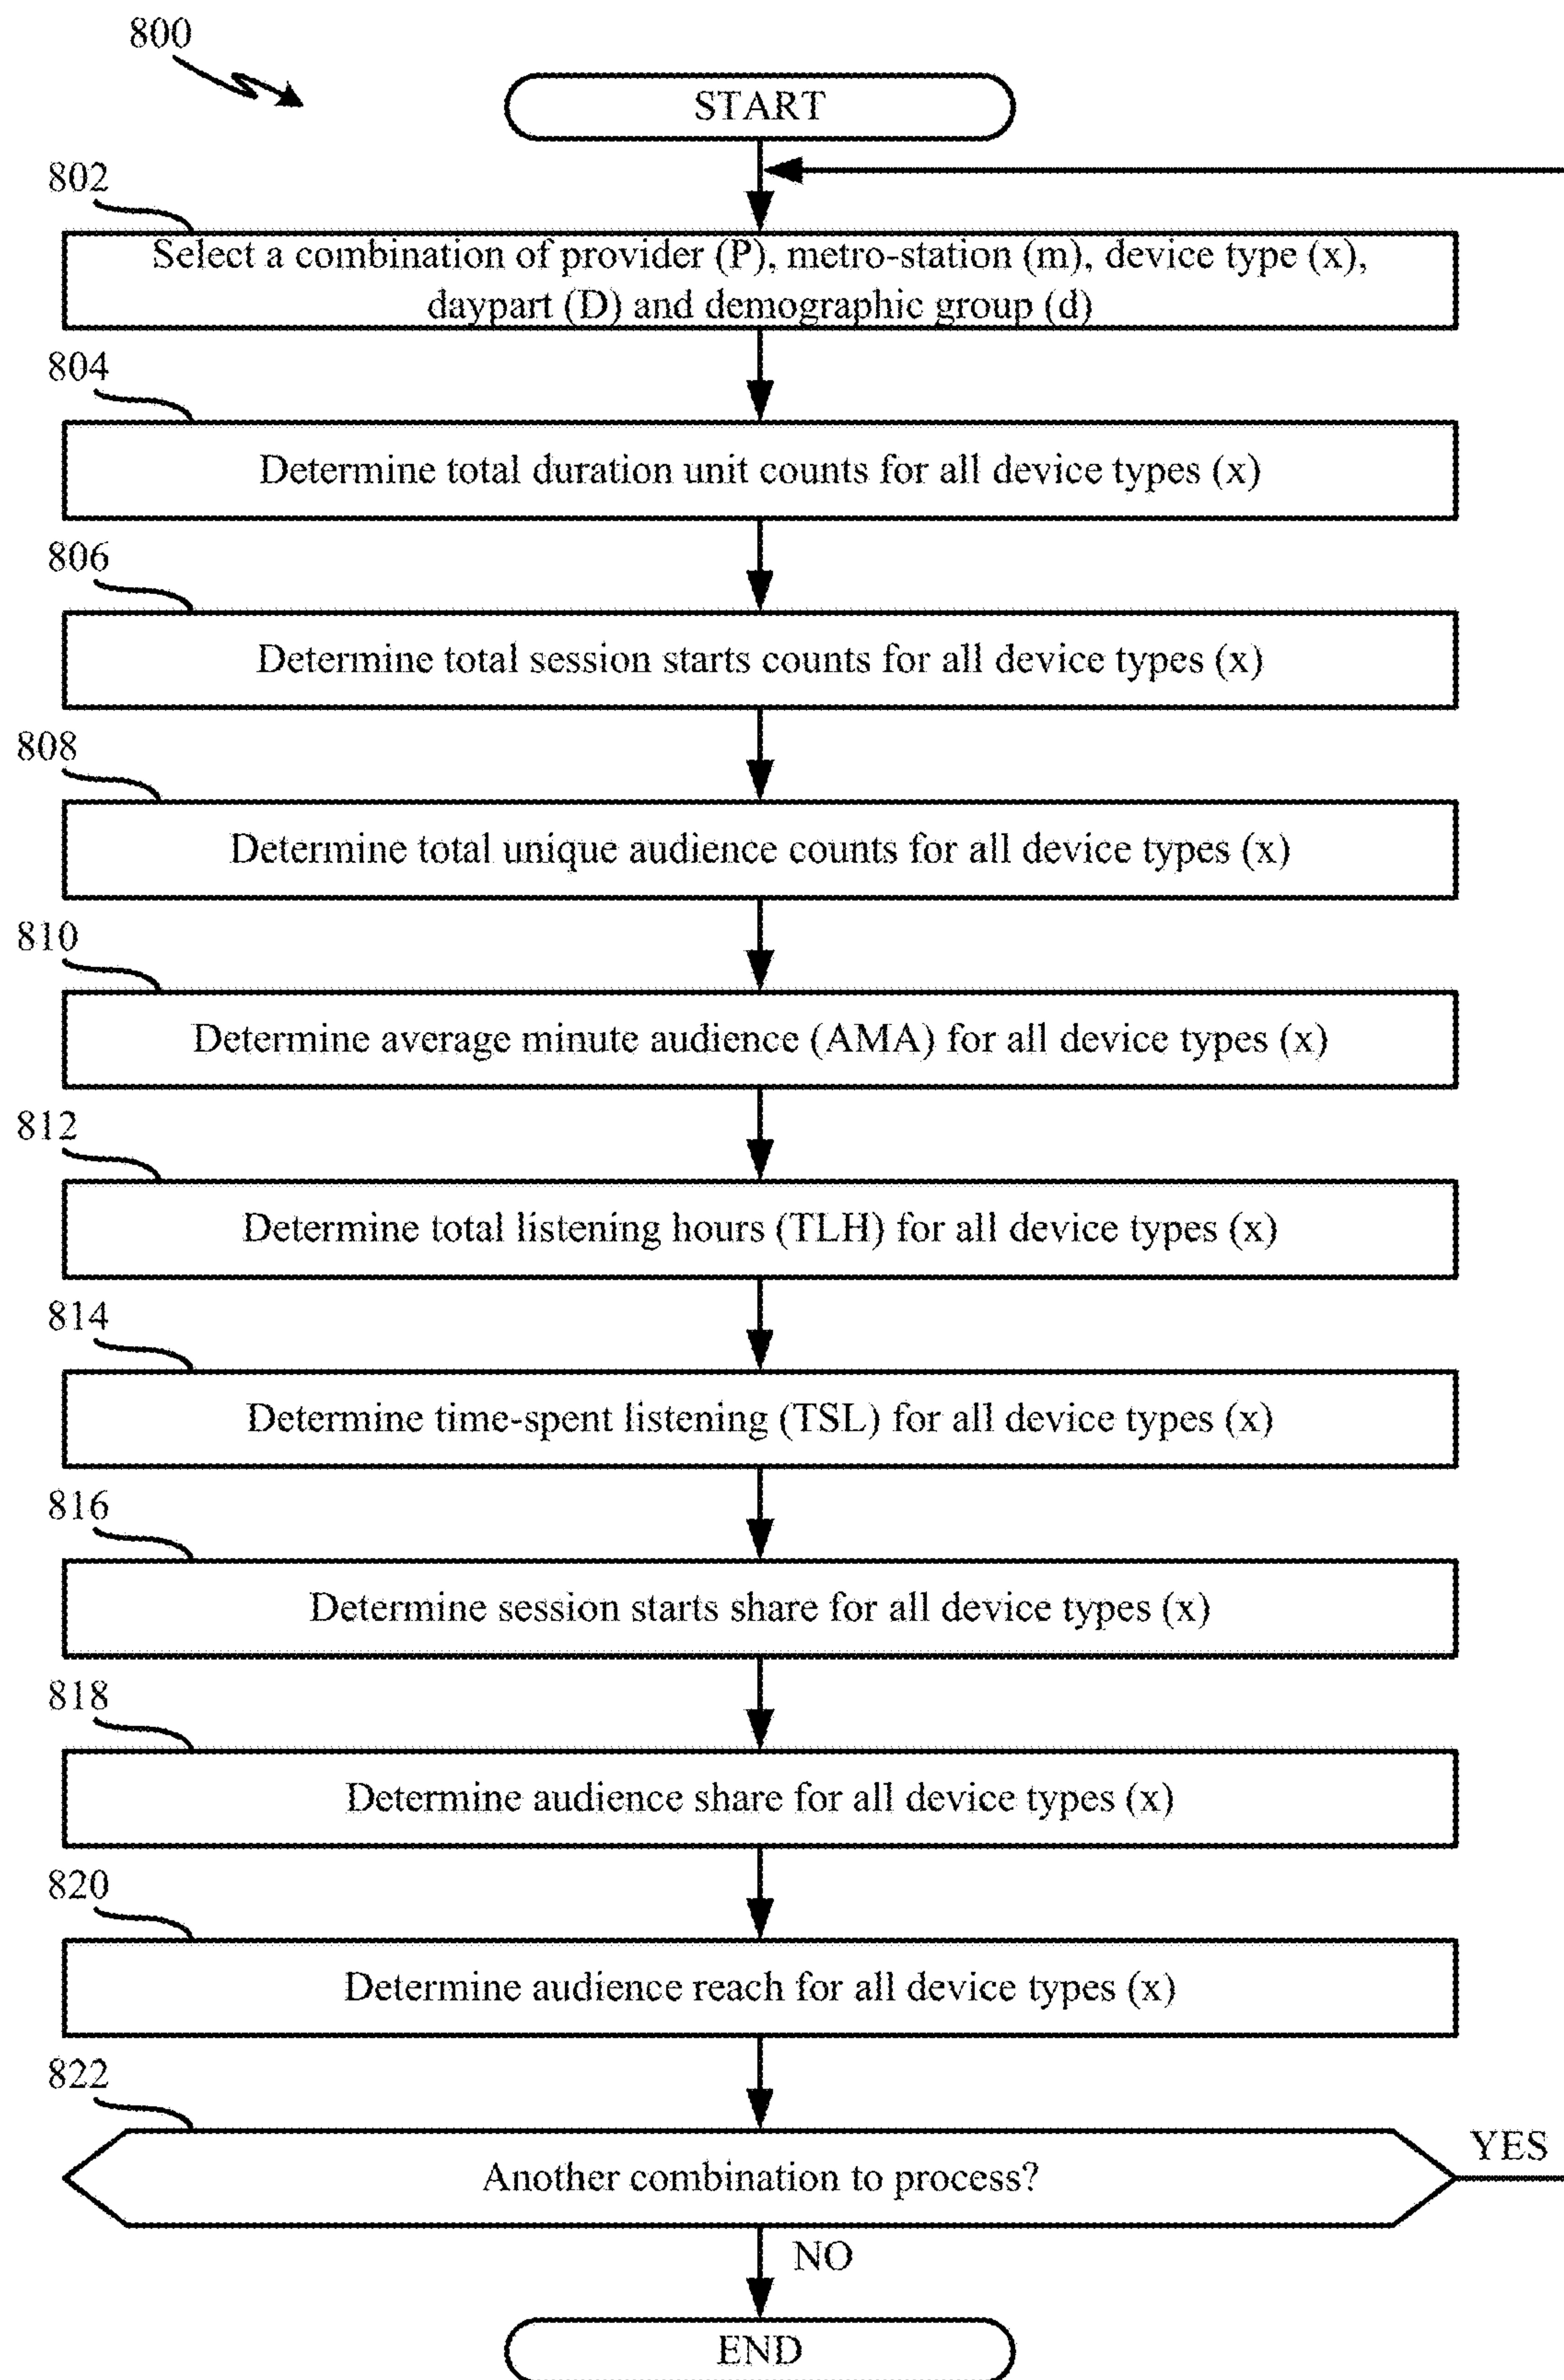 800
START
802
Select a combination of provider (P), metro-station (m), device type (x),
daypart (D) and demographic group (d)
804
Determine total duration unit counts for all device types (x)
806
Determine total session starts counts for all device types (x)
808
Determine total unique audience counts for all device types (x)
810
Determine average minute audience (AMA) for all device types (x)
812
Determine total listening hours (TLH) for all device types (x)
814
Determine time-spent listening (TSL) for all device types (x)
816
Determine session starts share for all device types (x)
818
Determine audience share for all device types (x)
820
Determine audience reach for all device types (x)
822
Another combination to process?
YES
NO
END